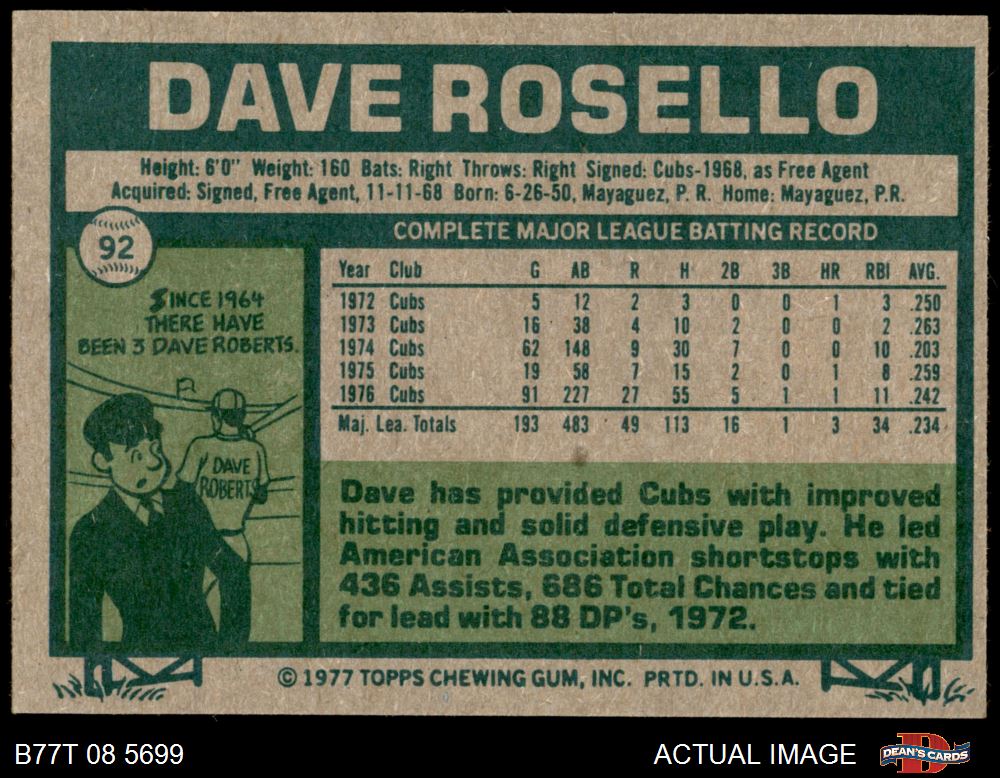 DAVE ROSELLO
Height: 6'0" Weight: 160 Bats: Right Throws: Right Signed: Cubs-1968, as Free Agent
Acquired: Signed, Free Agent, 11-11-68 Born: 6-26-50, Mayaguez, P. R. Home: Mayaguez, P.R.
92
COMPLETE MAJOR LEAGUE BATTING RECORD
Year Club G AB R H 2B 3B HR RBI AVG.
1972 Cubs 5 12 2 3 0 0 1 3 .250
1973 Cubs 16 38 4 10 2 0 0 2 .263
1974 Cubs 62 148 9 30 7 0 0 10 .203
1975 Cubs 19 58 7 15 2 0 1 8 .259
1976 Cubs 91 227 27 55 5 1 1 11 .242
Maj. Lea. Totals 193 483 49 113 16 1 3 34 .234
SINCE 1964
THERE HAVE
BEEN 3 DAVE ROBERTS.
DAVE
ROBERTS
Dave has provided Cubs with improved
hitting and solid defensive play. He led
American Association shortstops with
436 Assists, 686 Total Chances and tied
for lead with 88 DP's, 1972.
© 1977 TOPPS CHEWING GUM, INC. PRTD. IN U.S.A.
B77T 08 5699
ACTUAL IMAGE
D
DEAN'S CARDS